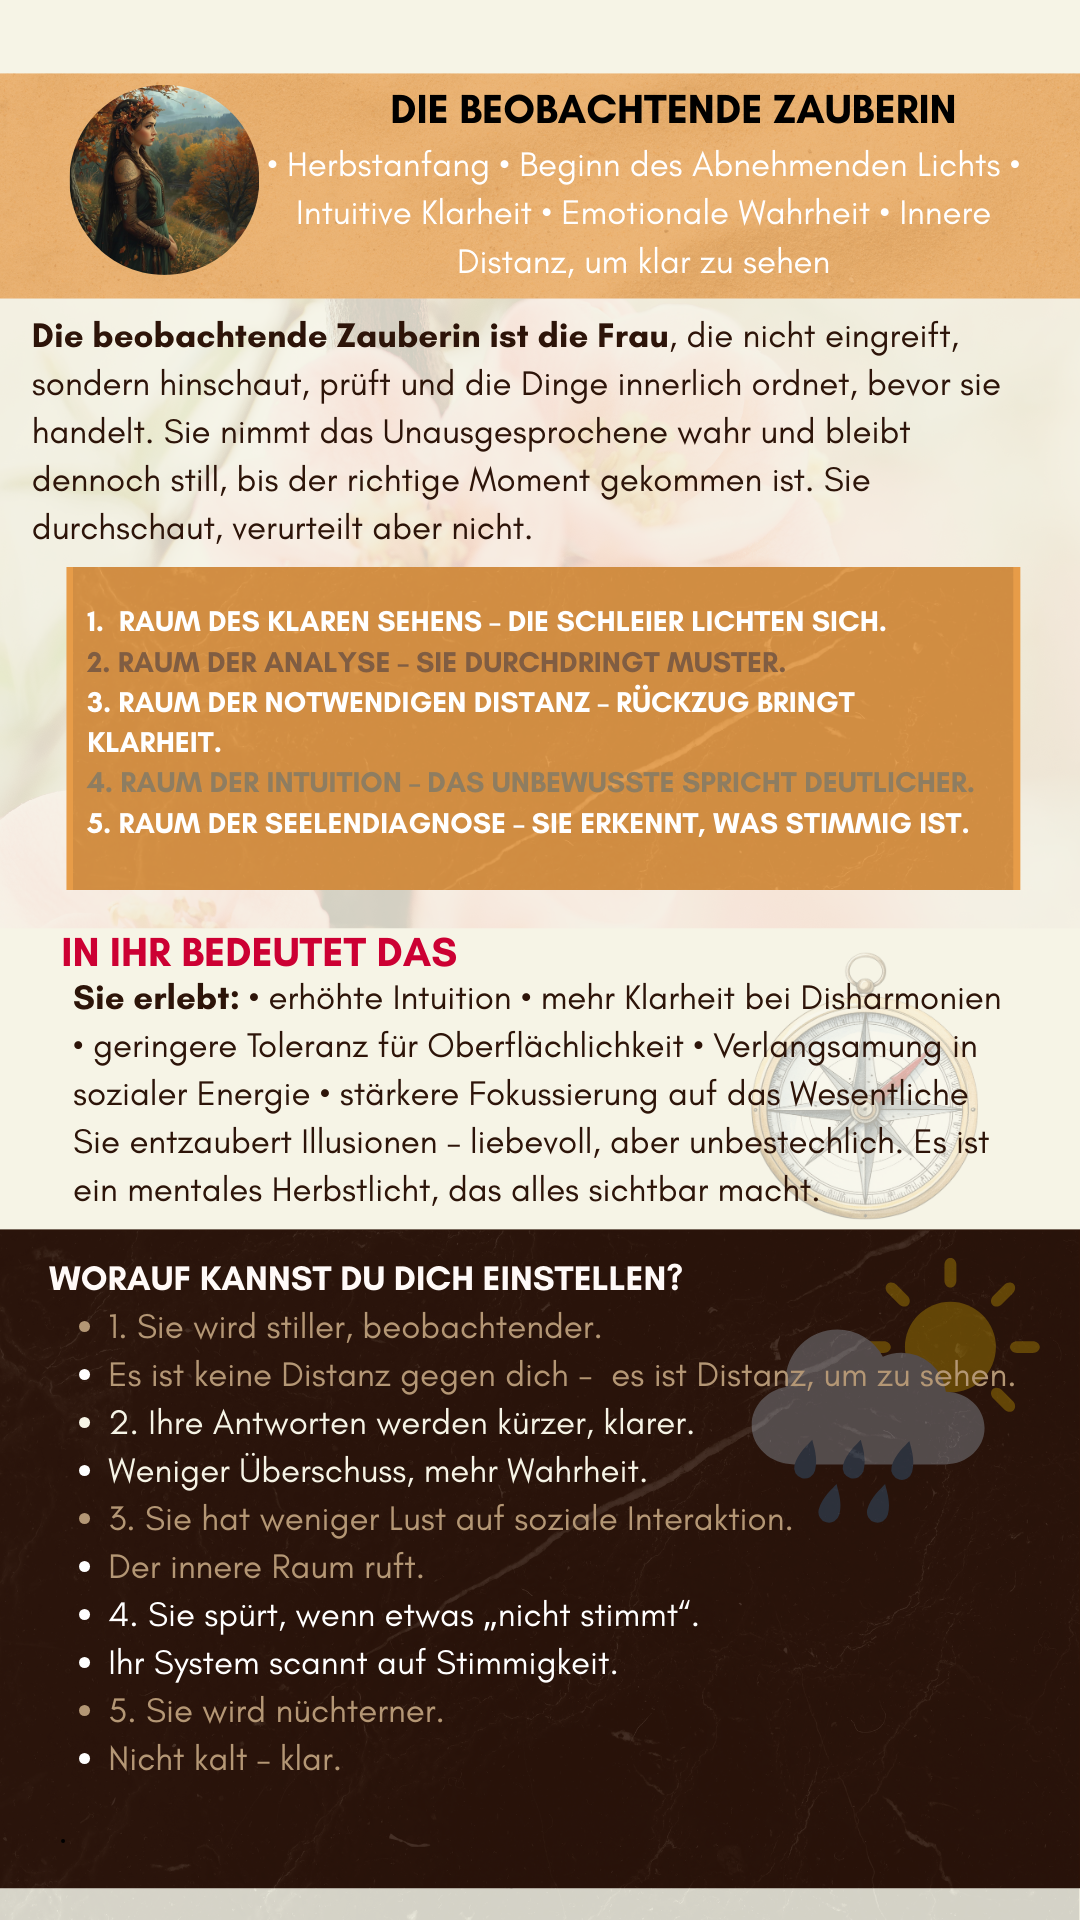 DIE BEOBACHTENDE ZAUBERIN
• Herbstanfang • Beginn des Abnehmenden Lichts •
Intuitive Klarheit • Emotionale Wahrheit • Innere
Distanz, um klar zu sehen
Die beobachtende Zauberin ist die Frau, die nicht eingreift,
sondern hinschaut, prüft und die Dinge innerlich ordnet, bevor sie
handelt. Sie nimmt das Unausgesprochene wahr und bleibt
dennoch still, bis der richtige Moment gekommen ist. Sie
durchschaut, verurteilt aber nicht.
1. RAUM DES KLAREN SEHENS – DIE SCHLEIER LICHTEN SICH.
2. RAUM DER ANALYSE – SIE DURCHDRINGT MUSTER.
3. RAUM DER NOTWENDIGEN DISTANZ – RÜCKZUG BRINGT
KLARHEIT.
4. RAUM DER INTUITION – DAS UNBEWUSSTE SPRICHT DEUTLICHER.
5. RAUM DER SEELENDIAGNOSE – SIE ERKENNT, WAS STIMMIG IST.
IN IHR BEDEUTET DAS
Sie erlebt: • erhöhte Intuition • mehr Klarheit bei Disharmonien
• geringere Toleranz für Oberflächlichkeit • Verlangsamung in
sozialer Energie • stärkere Fokussierung auf das Wesentliche
Sie entzaubert Illusionen – liebevoll, aber unbestechlich. Es ist
ein mentales Herbstlicht, das alles sichtbar macht.
WORAUF KANNST DU DICH EINSTELLEN?
• 1. Sie wird stiller, beobachtender.
• Es ist keine Distanz gegen dich – es ist Distanz, um zu sehen.
• 2. Ihre Antworten werden kürzer, klarer.
• Weniger Überschuss, mehr Wahrheit.
• 3. Sie hat weniger Lust auf soziale Interaktion.
• Der innere Raum ruft.
• 4. Sie spürt, wenn etwas „nicht stimmt“.
• Ihr System scannt auf Stimmigkeit.
• 5. Sie wird nüchterner.
• Nicht kalt – klar.
.